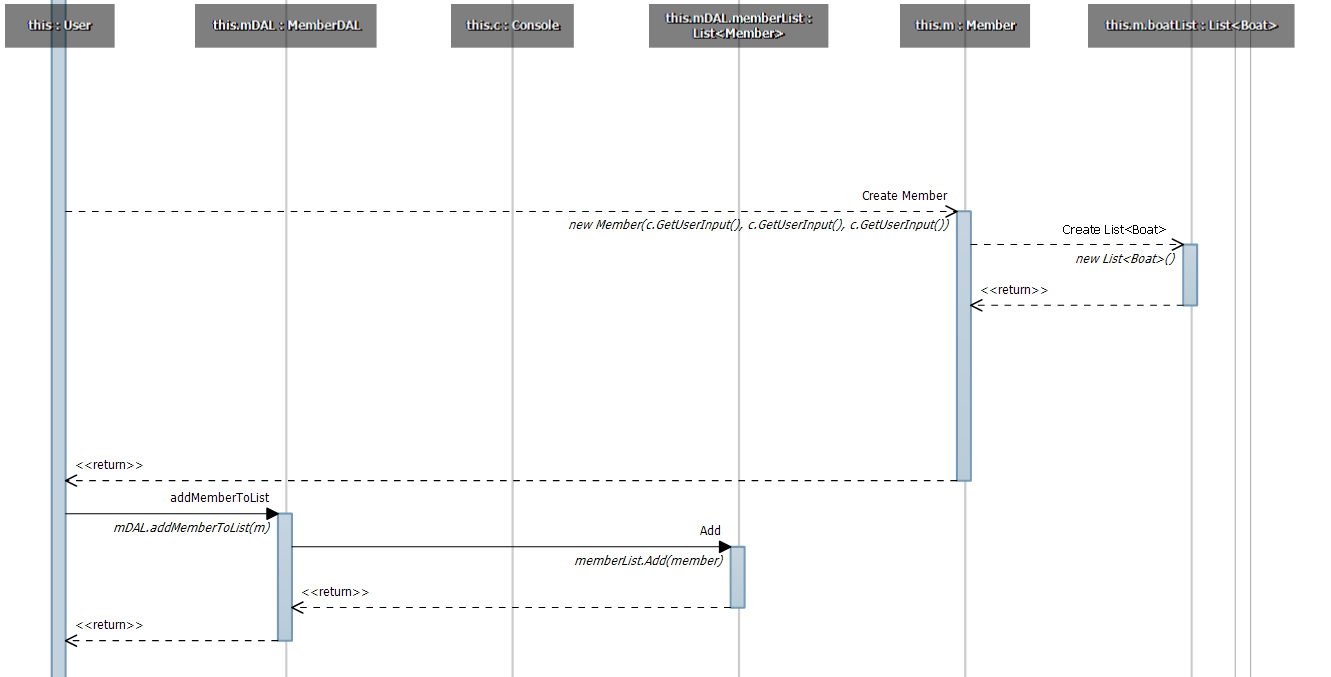 this : User
this.mDAL : MemberDAL
this.c : Console
this.mDAL.memberList :
List<Member>
this.m : Member
this.m.boatList : List<Boat>
Create Member
new Member(c.GetUserInput(), c.GetUserInput(), c.GetUserInput())
Create List<Boat>
new List<Boat>()
<<return>>
<<return>>
addMemberToList
mDAL.addMemberToList(m)
Add
memberList.Add(member)
<<return>>
<<return>>